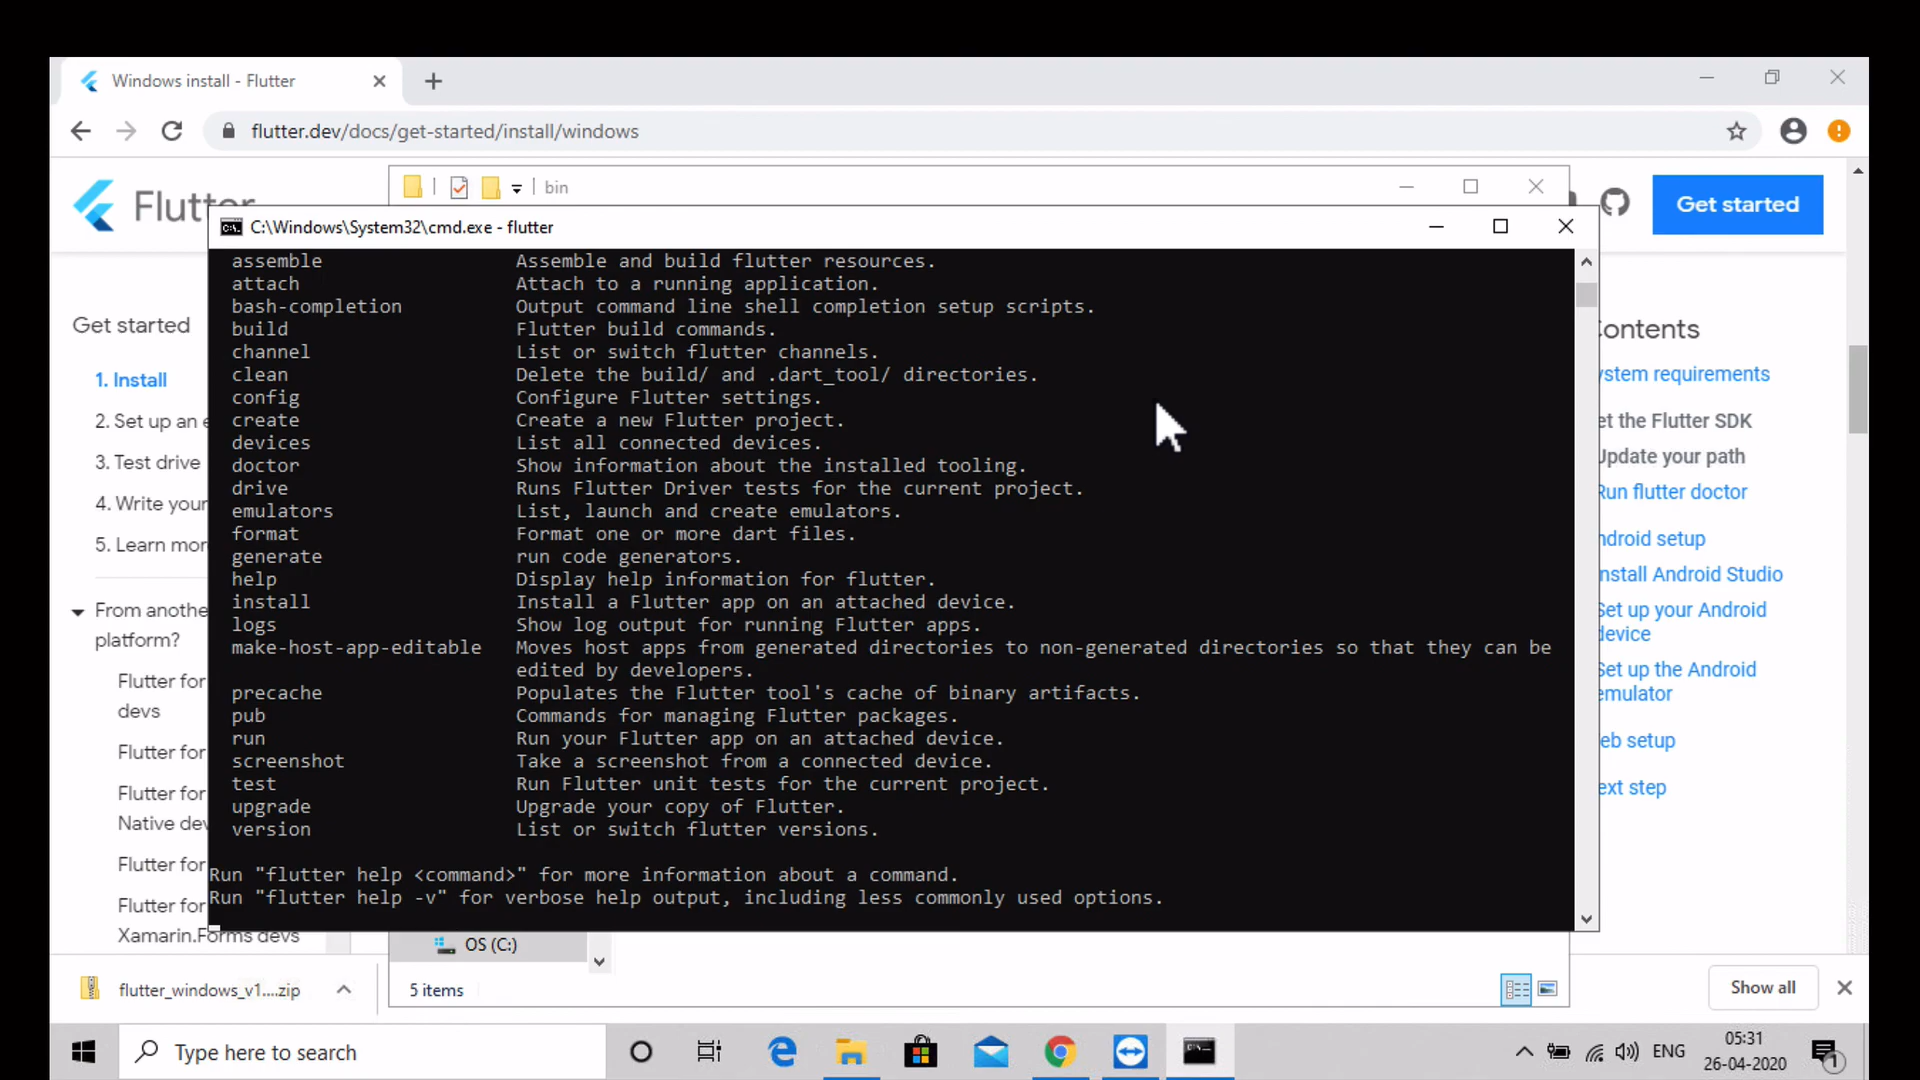 Windows install - Flutter
flutter.dev/docs/get-started/install/windows
Flutter
bin
Get started
C:\Windows\System32\cmd.exe - flutter
assemble Assemble and build flutter resources.
attach Attach to a running application.
bash-completion Output command line shell completion setup scripts.
build Flutter build commands.
channel List or switch flutter channels.
clean Delete the build/ and .dart_tool/ directories.
config Configure Flutter settings.
create Create a new Flutter project.
devices List all connected devices.
doctor Show information about the installed tooling.
drive Runs Flutter Driver tests for the current project.
emulators List, launch and create emulators.
format Format one or more dart files.
generate run code generators.
help Display help information for flutter.
install Install a Flutter app on an attached device.
logs Show log output for running Flutter apps.
make-host-app-editable Moves host apps from generated directories to non-generated directories so that they can be
edited by developers.
precache Populates the Flutter tool's cache of binary artifacts.
pub Commands for managing Flutter packages.
run Run your Flutter app on an attached device.
screenshot Take a screenshot from a connected device.
test Run Flutter unit tests for the current project.
upgrade Upgrade your copy of Flutter.
version List or switch flutter versions.
Run "flutter help <command>" for more information about a command.
Run "flutter help -v" for verbose help output, including less commonly used options.
Get started
1. Install
2. Set up an e
3. Test drive
4. Write your
5. Learn mor
From anothe
platform?
Flutter for
devs
Flutter for
Flutter for
Native dev
Flutter for
Flutter for
Xamarin.Forms devs
ontents
ystem requirements
et the Flutter SDK
Update your path
Run flutter doctor
ndroid setup
nstall Android Studio
Set up your Android
device
Set up the Android
emulator
eb setup
ext step
OS (C:)
5 items
flutter_windows_v1....zip
Show all
Type here to search
ENG
05:31
26-04-2020
1